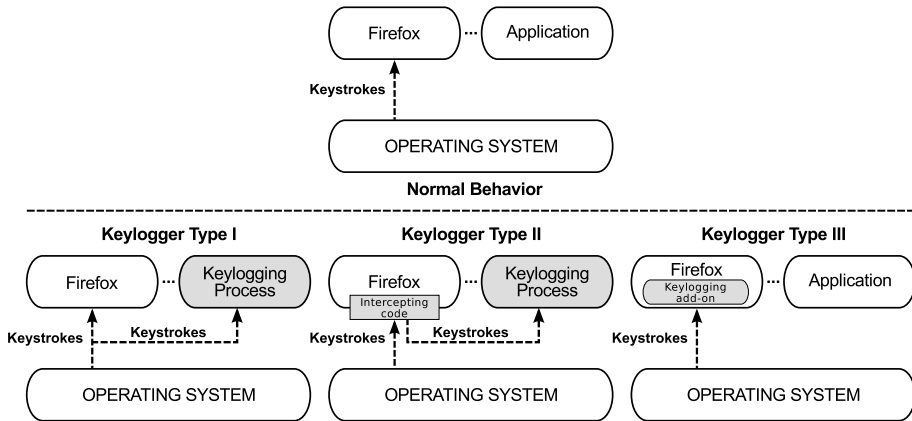 Firefox
...
Application
Keystrokes
OPERATING SYSTEM
Normal Behavior
Keylogger Type I
Firefox
...
Keylogging
Process
Keystrokes
Keystrokes
OPERATING SYSTEM
Keylogger Type II
Firefox
Intercepting
code
...
Keylogging
Process
Keystrokes
Keystrokes
OPERATING SYSTEM
Keylogger Type III
Firefox
Keylogging
add-on
...
Application
Keystrokes
OPERATING SYSTEM